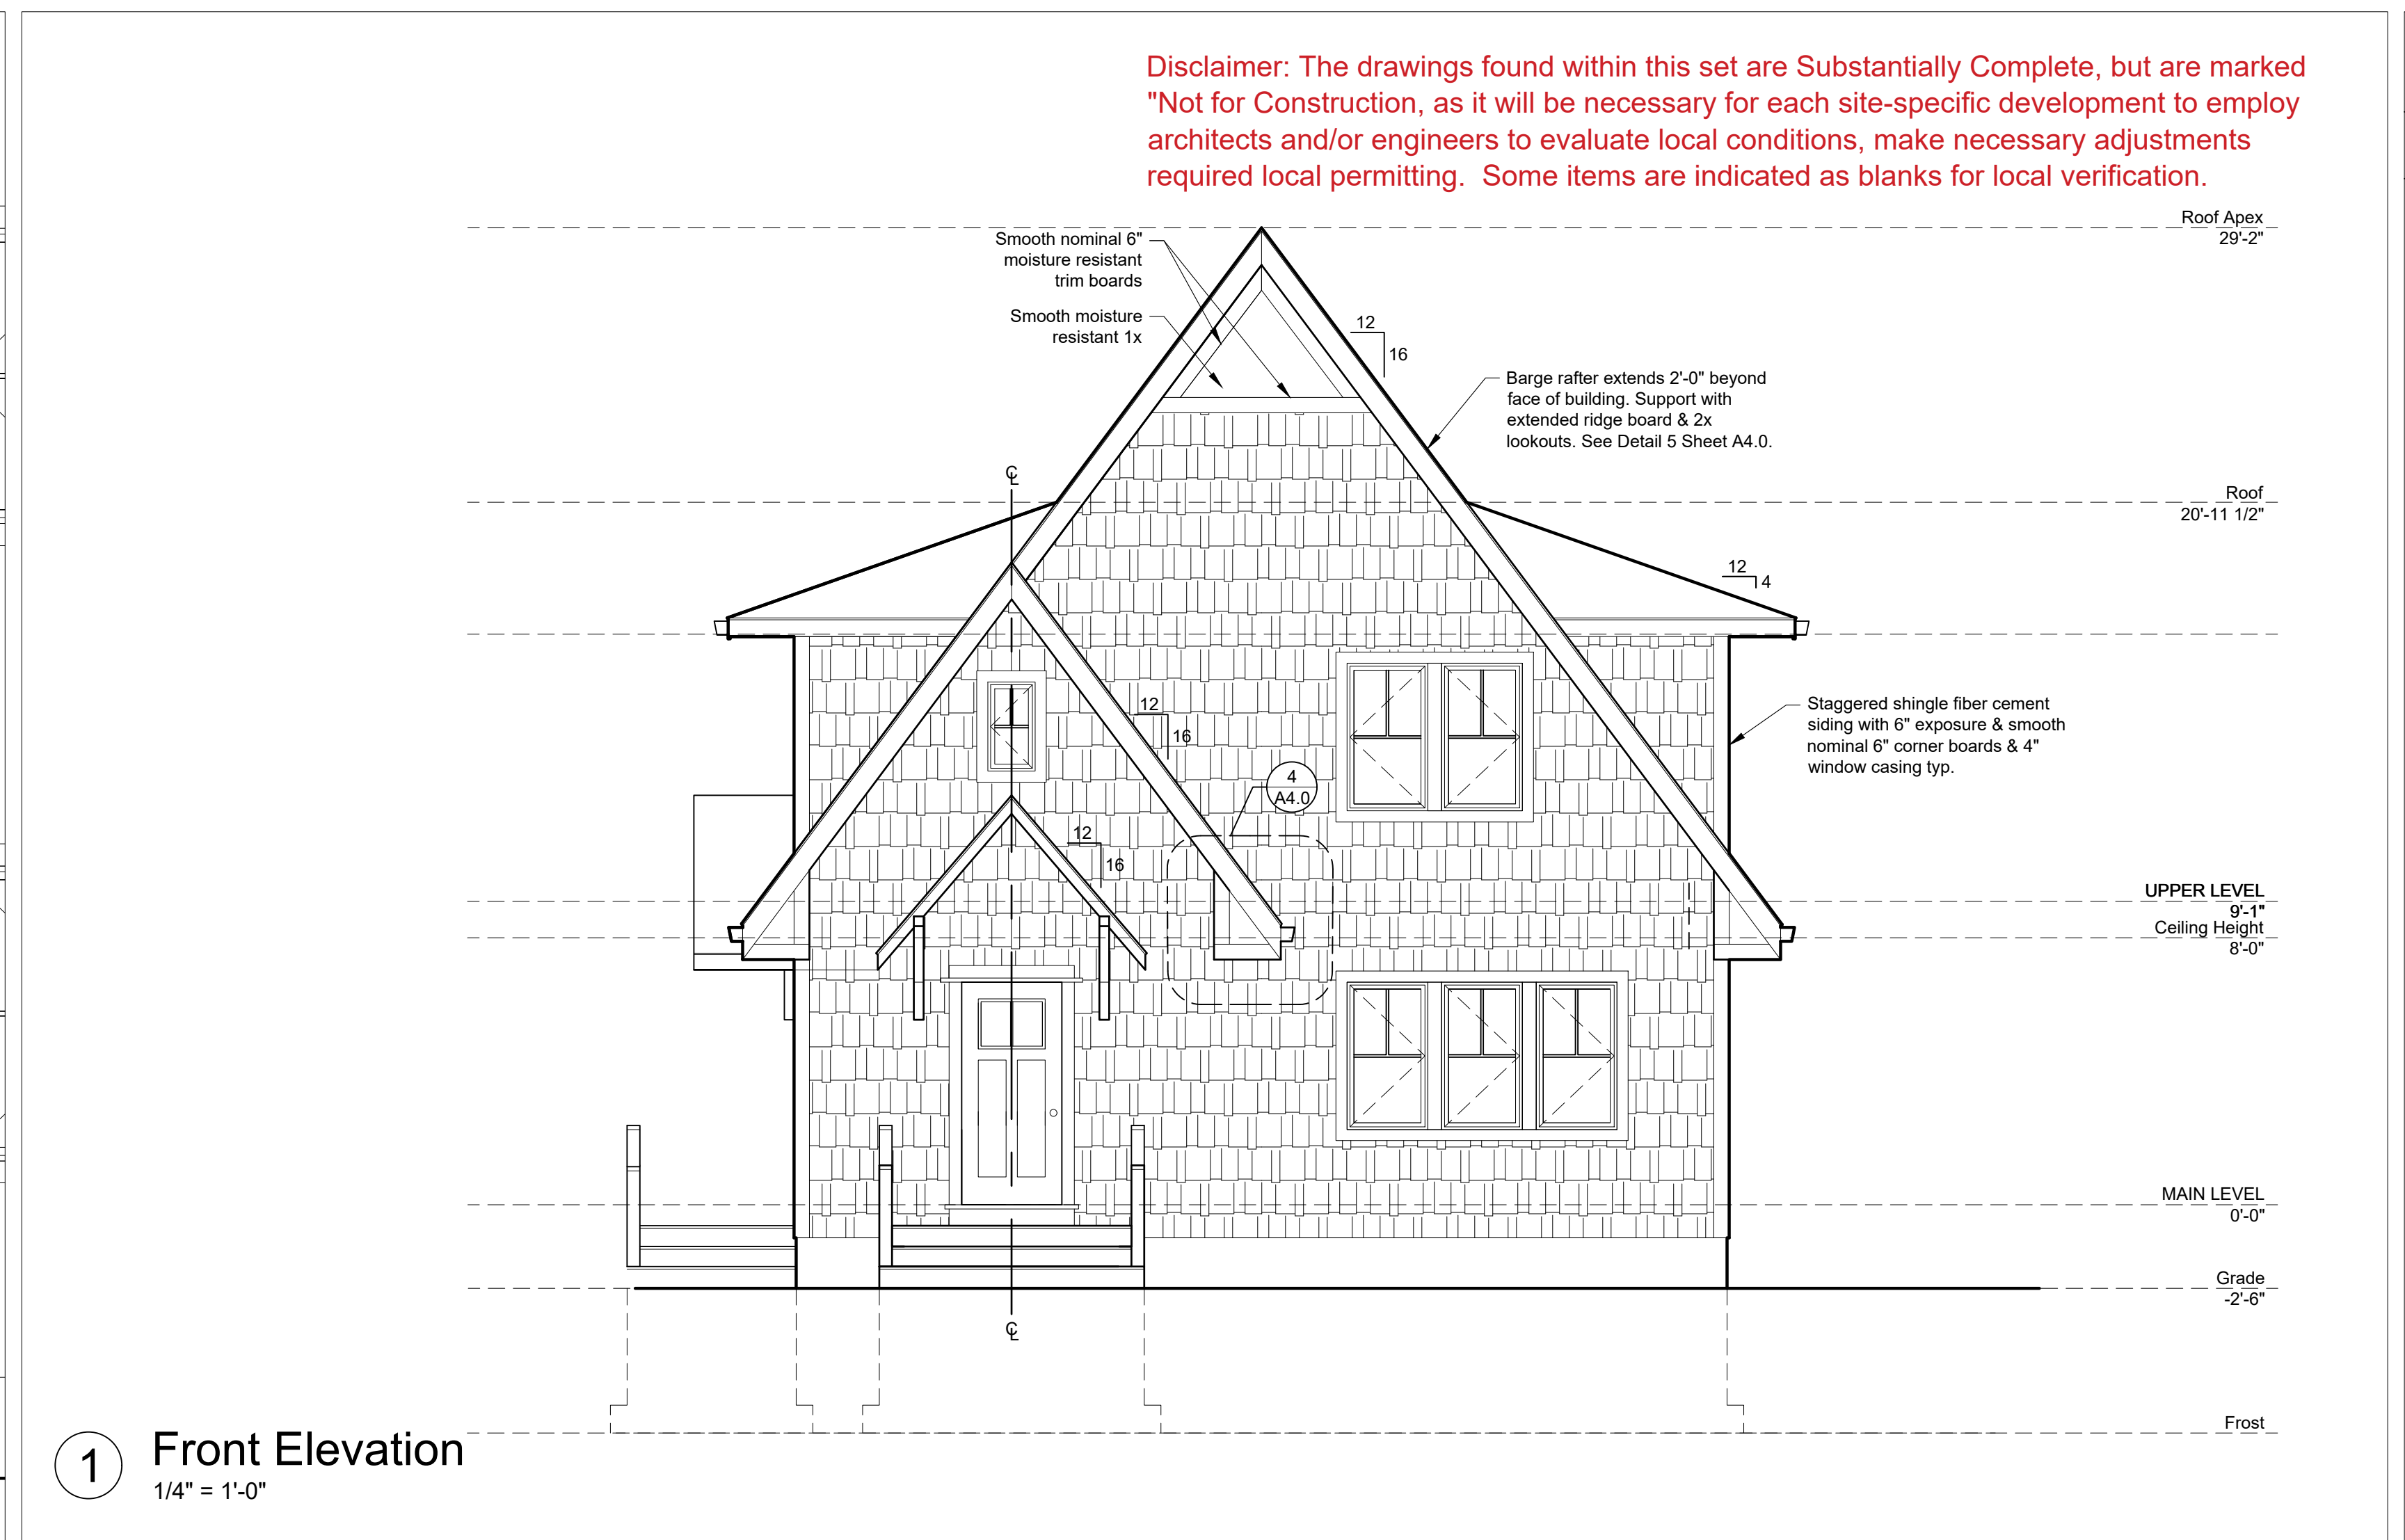 Disclaimer: The drawings found within this set are Substantially Complete, but are marked
"Not for Construction, as it will be necessary for each site-specific development to employ
architects and/or engineers to evaluate local conditions, make necessary adjustments
required local permitting.  Some items are indicated as blanks for local verification.
Roof Apex
29'-2"
Smooth nominal 6"
moisture resistant
trim boards
Smooth moisture
resistant 1x
12
16
Barge rafter extends 2'-0" beyond
face of building. Support with
extended ridge board & 2x
lookouts. See Detail 5 Sheet A4.0.
℄
Roof
20'-11 1/2"
12
4
12
16
Staggered shingle fiber cement
siding with 6" exposure & smooth
nominal 6" corner boards & 4"
window casing typ.
4
A4.0
12
16
UPPER LEVEL
9'-1"
Ceiling Height
8'-0"
MAIN LEVEL
0'-0"
Grade
-2'-6"
℄
Frost
1
Front Elevation
1/4" = 1'-0"